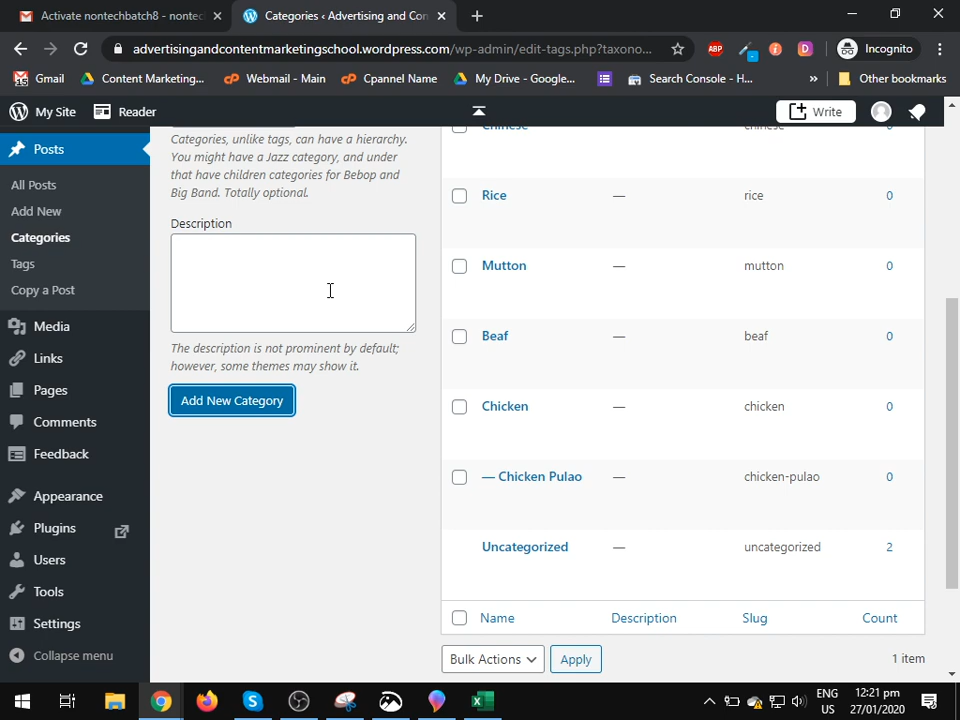 Activate nontechbatch8 - nontec
Categories ‹ Advertising and Con
advertisingandcontentmarketingschool.wordpress.com/wp-admin/edit-tags.php?taxono...
ABP
Incognito
Gmail
Content Marketing...
Webmail - Main
Cpannel Name
My Drive - Google...
Search Console - H...
»
Other bookmarks
My Site
Reader
Write
Posts
All Posts
Add New
Categories
Tags
Copy a Post
Media
Links
Pages
Comments
Feedback
Appearance
Plugins
Users
Tools
Settings
Collapse menu
Categories, unlike tags, can have a hierarchy.
You might have a Jazz category, and under
that have children categories for Bebop and
Big Band. Totally optional.
Description
The description is not prominent by default;
however, some themes may show it.
Add New Category
Chinese — chinese 0
Rice — rice 0
Mutton — mutton 0
Beaf — beaf 0
Chicken — chicken 0
— Chicken Pulao — chicken-pulao 0
Uncategorized — uncategorized 2
Name Description Slug Count
Bulk Actions
Apply
1 item
ENG
US
12:21 pm
27/01/2020